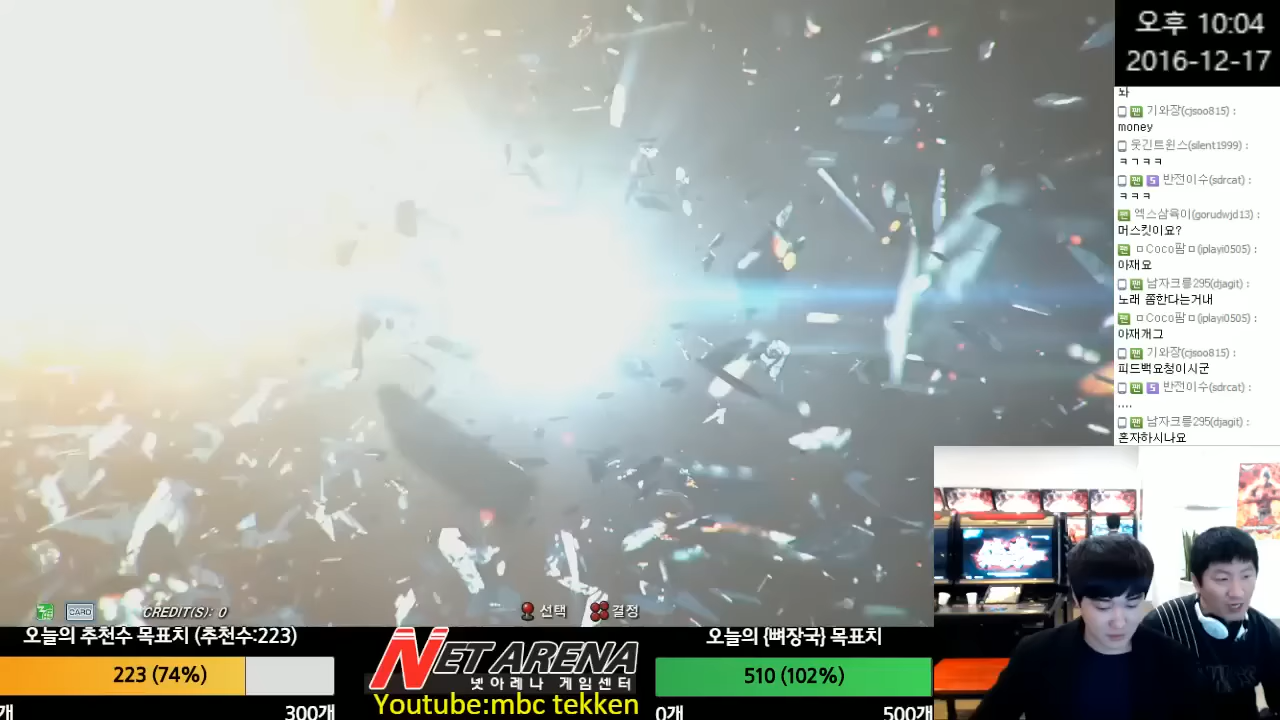 오후 10:04
2016-12-17
놔
기와장(cjsoo815) :
money
웃긴트윈스(silent1999) :
ㅋㄱㅋㅋ
반전이수(sdrcat) :
ㅋㅋㅋ
엑스삼육이(gorudwjd13) :
머스킷이요?
ㅁCoco팜ㅁ(iplayi0505) :
아재요
남자크롱295(djagit) :
노래 쫌한다는거내
ㅁCoco팜ㅁ(iplayi0505) :
아재개그
기와장(cjsoo815) :
피드백요청이시군
반전이수(sdrcat) :
....
남자크롱295(djagit) :
혼자하시나요
CARD
CREDIT(S): 0
선택
결정
오늘의 추천수 목표치 (추천수:223)
223 (74%)
개
300개
NET ARENA
넷아레나 게임센터
Youtube:mbc tekken
오늘의 {뼈장국} 목표치
510 (102%)
0개
500개